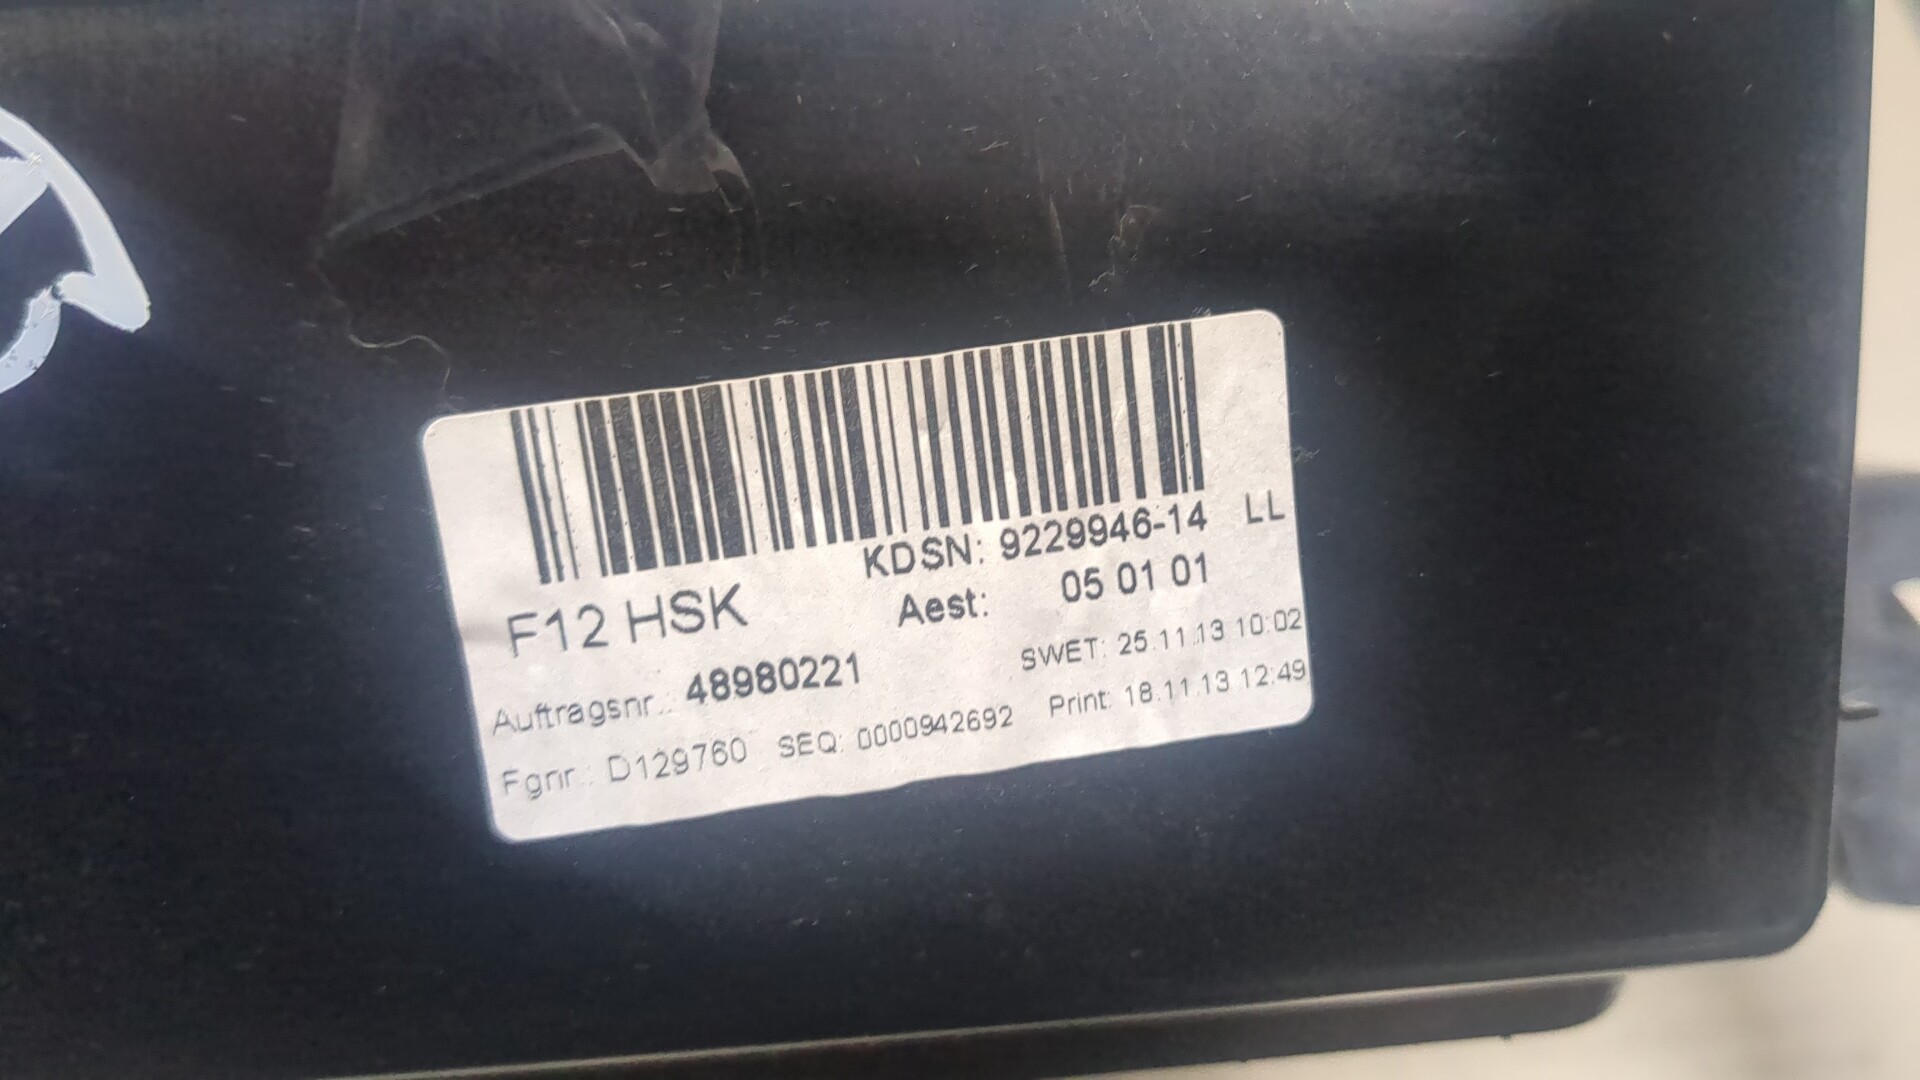 KDSN: 9229946-14 LL
F12 HSK Aest: 05 01 01
Auftragsnr.: 48980221 SWET: 25.11.13 10:02
Fgnr.: D129760 SEQ: 0000942692 Print: 18.11.13 12:49